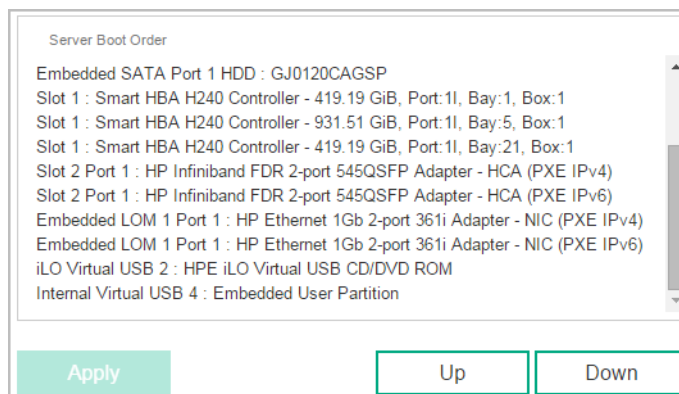 Server Boot Order
Embedded SATA Port 1 HDD : GJ0120CAGSP
Slot 1 : Smart HBA H240 Controller - 419.19 GiB, Port:1I, Bay:1, Box:1
Slot 1 : Smart HBA H240 Controller - 931.51 GiB, Port:1I, Bay:5, Box:1
Slot 1 : Smart HBA H240 Controller - 419.19 GiB, Port:1I, Bay:21, Box:1
Slot 2 Port 1 : HP Infiniband FDR 2-port 545QSFP Adapter - HCA (PXE IPv4)
Slot 2 Port 1 : HP Infiniband FDR 2-port 545QSFP Adapter - HCA (PXE IPv6)
Embedded LOM 1 Port 1 : HP Ethernet 1Gb 2-port 361i Adapter - NIC (PXE IPv4)
Embedded LOM 1 Port 1 : HP Ethernet 1Gb 2-port 361i Adapter - NIC (PXE IPv6)
iLO Virtual USB 2 : HPE iLO Virtual USB CD/DVD ROM
Internal Virtual USB 4 : Embedded User Partition
Apply Up Down